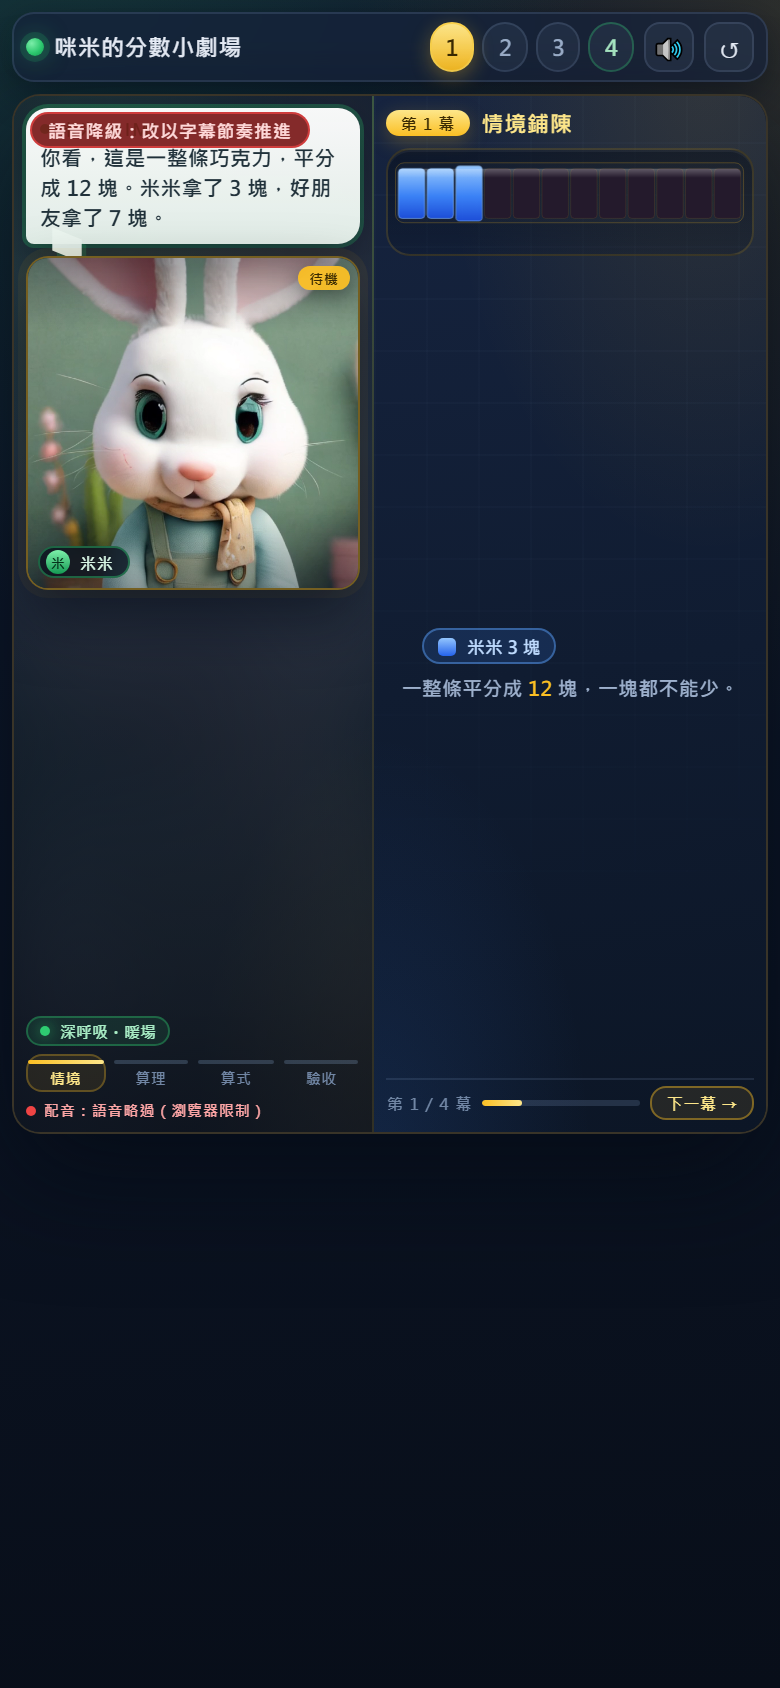 咪米的分數小劇場
1 2 3 4
語音降級：改以字幕節奏推進
你看，這是一整條巧克力，平分
成 12 塊。米米拿了 3 塊，好朋
友拿了 7 塊。
待機
米 米米
深呼吸・暖場
情境 算理 算式 驗收
配音：語音略過（瀏覽器限制）
第 1 幕 情境鋪陳
米米 3 塊
一整條平分成 12 塊，一塊都不能少。
第 1 / 4 幕 下一幕 →